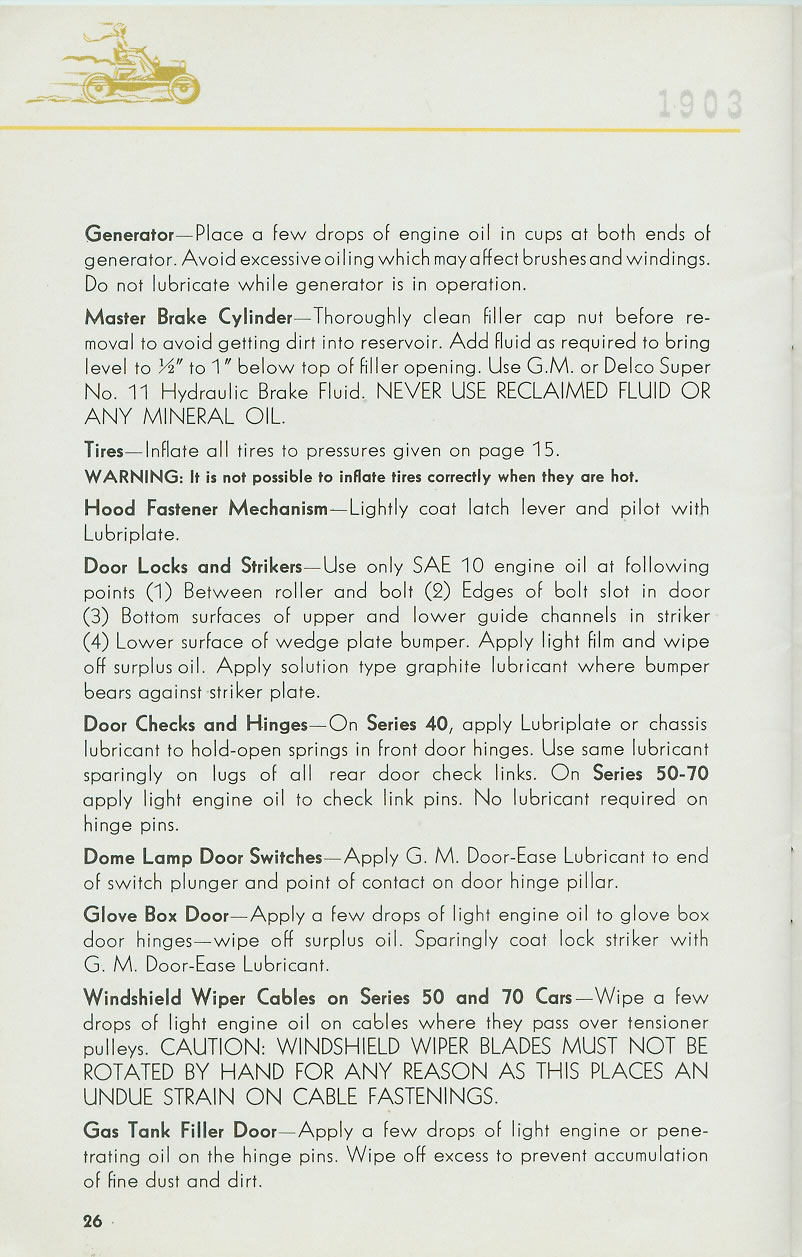 1903
Generator—Place a few drops of engine oil in cups at both ends of
generator. Avoid excessive oiling which may affect brushes and windings.
Do not lubricate while generator is in operation.
Master Brake Cylinder—Thoroughly clean filler cap nut before re-
moval to avoid getting dirt into reservoir. Add fluid as required to bring
level to ½" to 1" below top of filler opening. Use G.M. or Delco Super
No. 11 Hydraulic Brake Fluid. NEVER USE RECLAIMED FLUID OR
ANY MINERAL OIL.
Tires—Inflate all tires to pressures given on page 15.
WARNING: It is not possible to inflate tires correctly when they are hot.
Hood Fastener Mechanism—Lightly coat latch lever and pilot with
Lubriplate.
Door Locks and Strikers—Use only SAE 10 engine oil at following
points (1) Between roller and bolt (2) Edges of bolt slot in door
(3) Bottom surfaces of upper and lower guide channels in striker
(4) Lower surface of wedge plate bumper. Apply light film and wipe
off surplus oil. Apply solution type graphite lubricant where bumper
bears against striker plate.
Door Checks and Hinges—On Series 40, apply Lubriplate or chassis
lubricant to hold-open springs in front door hinges. Use same lubricant
sparingly on lugs of all rear door check links. On Series 50-70
apply light engine oil to check link pins. No lubricant required on
hinge pins.
Dome Lamp Door Switches—Apply G. M. Door-Ease Lubricant to end
of switch plunger and point of contact on door hinge pillar.
Glove Box Door—Apply a few drops of light engine oil to glove box
door hinges—wipe off surplus oil. Sparingly coat lock striker with
G. M. Door-Ease Lubricant.
Windshield Wiper Cables on Series 50 and 70 Cars—Wipe a few
drops of light engine oil on cables where they pass over tensioner
pulleys. CAUTION: WINDSHIELD WIPER BLADES MUST NOT BE
ROTATED BY HAND FOR ANY REASON AS THIS PLACES AN
UNDUE STRAIN ON CABLE FASTENINGS.
Gas Tank Filler Door—Apply a few drops of light engine or pene-
trating oil on the hinge pins. Wipe off excess to prevent accumulation
of fine dust and dirt.
26